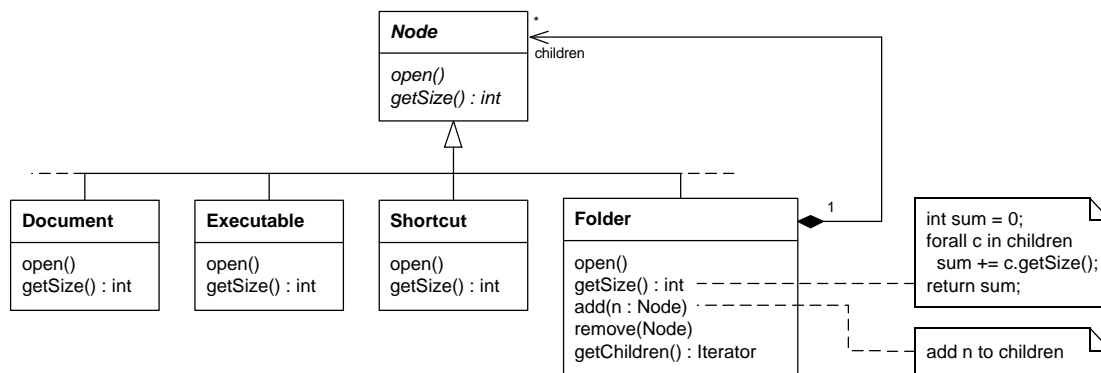 Node
open()
getSize() : int
*
children
Document
open()
getSize() : int
Executable
open()
getSize() : int
Shortcut
open()
getSize() : int
Folder
open()
getSize() : int
add(n : Node)
remove(Node)
getChildren() : Iterator
1
int sum = 0;
forall c in children
sum += c.getSize();
return sum;
add n to children